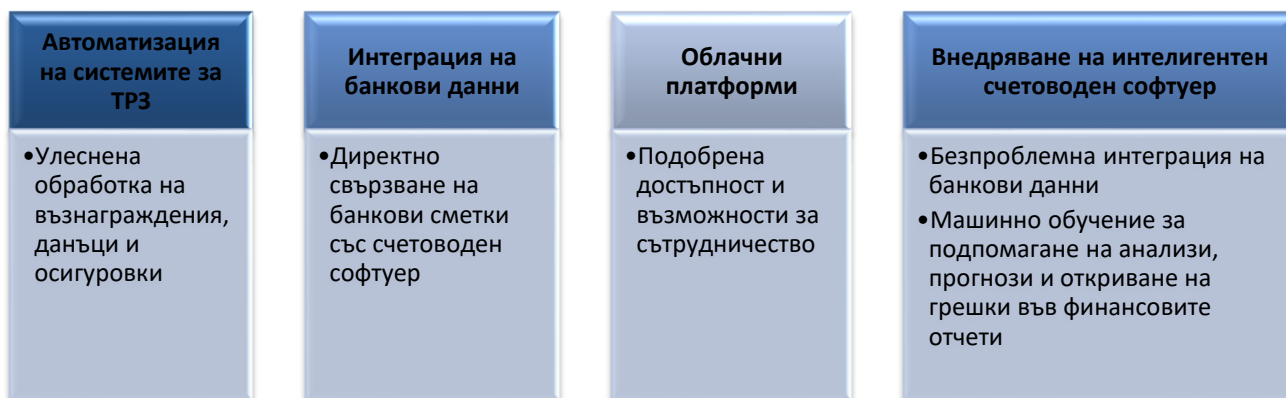 Автоматизация
на системите за
ТРЗ
•Улеснена
обработка на
възнаграждения,
данъци и
осигуровки
Интеграция на
банкови данни
•Директно
свързване на
банкови сметки
със счетоводен
софтуер
Облачни
платформи
•Подобрена
достъпност и
възможности за
сътрудничество
Внедряване на интелигентен
счетоводен софтуер
•Безпроблемна интеграция на
банкови данни
•Машинно обучение за
подпомагане на анализи,
прогнози и откриване на
грешки във финансовите
отчети